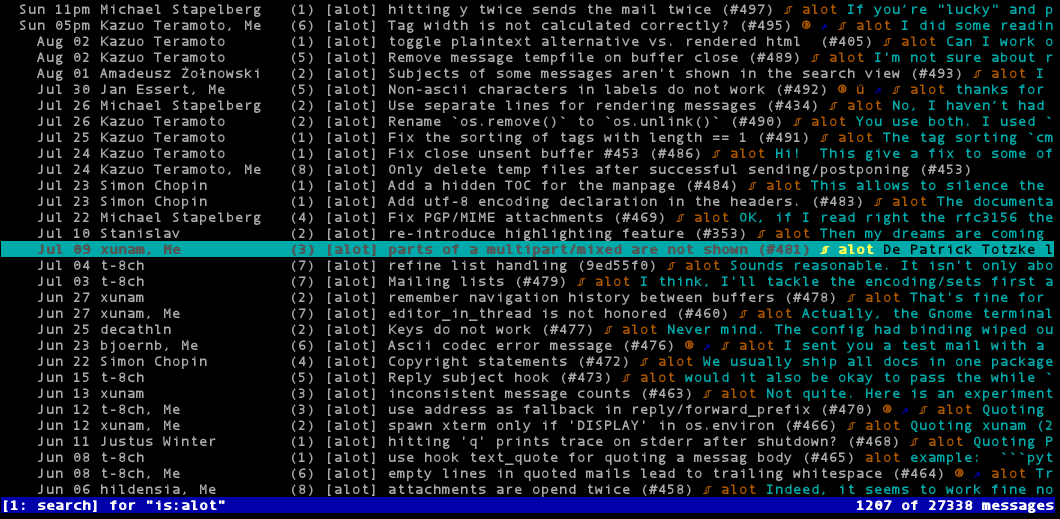 Sun 11pm Michael Stapelberg (1) [alot] hitting y twice sends the mail twice (#497) alot If you're "lucky" and p
Sun 05pm Kazuo Teramoto, Me (6) [alot] Tag width is not calculated correctly? (#495) alot I did some readin
Aug 02 Kazuo Teramoto (1) [alot] toggle plaintext alternative vs. rendered html (#405) alot Can I work o
Aug 02 Kazuo Teramoto (5) [alot] Remove message tempfile on buffer close (#489) alot I'm not sure about r
Aug 01 Amadeusz Żołnowski (2) [alot] Subjects of some messages aren't shown in the search view (#493) alot I
Jul 30 Jan Essert, Me (5) [alot] Non-ascii characters in labels do not work (#492) ® ü alot thanks for
Jul 26 Michael Stapelberg (2) [alot] Use separate lines for rendering messages (#434) alot No, I haven't had
Jul 26 Kazuo Teramoto (2) [alot] Rename `os.remove()` to `os.unlink()` (#490) alot You use both. I used `
Jul 25 Kazuo Teramoto (1) [alot] Fix the sorting of tags with length == 1 (#491) alot The tag sorting `cm
Jul 24 Kazuo Teramoto (1) [alot] Fix close unsent buffer #453 (#486) alot Hi! This give a fix to some of
Jul 24 Kazuo Teramoto, Me (8) [alot] Only delete temp files after successful sending/postponing (#453)
Jul 23 Simon Chopin (1) [alot] Add a hidden TOC for the manpage (#484) alot This allows to silence the
Jul 23 Simon Chopin (1) [alot] Add utf-8 encoding declaration in the headers. (#483) alot The documenta
Jul 22 Michael Stapelberg (4) [alot] Fix PGP/MIME attachments (#469) alot OK, if I read right the rfc3156 the
Jul 10 Stanislav (2) [alot] re-introduce highlighting feature (#353) alot Then my dreams are coming
Jul 09 xunam, Me (3) [alot] parts of a multipart/mixed are not shown (#481) alot De Patrick Totzke l
Jul 04 t-8ch (7) [alot] refine list handling (9ed55f0) alot Sounds reasonable. It isn't only abo
Jul 03 t-8ch (7) [alot] Mailing lists (#479) alot I think, I'll tackle the encoding/sets first a
Jun 27 xunam (2) [alot] remember navigation history between buffers (#478) alot That's fine for
Jun 27 xunam, Me (7) [alot] editor_in_thread is not honored (#460) alot Actually, the Gnome terminal
Jun 25 decathln (2) [alot] Keys do not work (#477) alot Never mind. The config had binding wiped ou
Jun 23 bjoernb, Me (6) [alot] Ascii codec error message (#476) ® alot I sent you a test mail with a
Jun 22 Simon Chopin (4) [alot] Copyright statements (#472) alot We usually ship all docs in one package
Jun 15 t-8ch (5) [alot] Reply subject hook (#473) alot would it also be okay to pass the while `
Jun 13 xunam (3) [alot] inconsistent message counts (#463) alot Not quite. Here is an experiment
Jun 12 t-8ch, Me (3) [alot] use address as fallback in reply/forward_prefix (#470) ® alot Quoting
Jun 12 xunam, Me (2) [alot] spawn xterm only if 'DISPLAY' in os.environ (#466) alot Quoting xunam (2
Jun 11 Justus Winter (1) [alot] hitting 'q' prints trace on stderr after shutdown? (#468) alot Quoting P
Jun 08 t-8ch (1) [alot] use hook text_quote for quoting a messag body (#465) alot example: ```pyt
Jun 08 t-8ch, Me (6) [alot] empty lines in quoted mails lead to trailing whitespace (#464) ® alot Tr
Jun 06 hildensia, Me (8) [alot] attachments are opend twice (#458) alot Indeed, it seems to work fine no
[1: search] for "is:alot" 1207 of 27338 messages